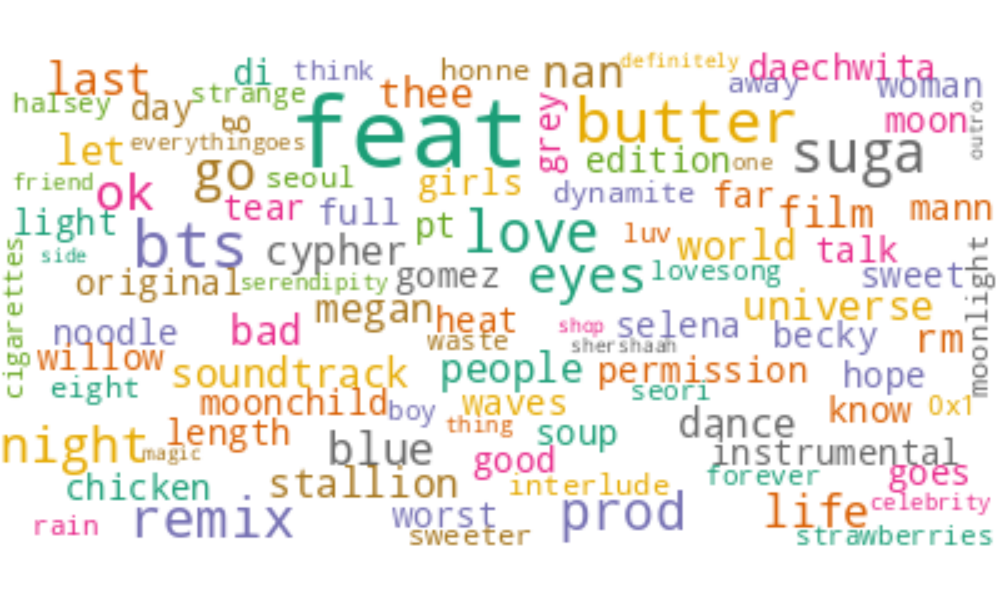 last
di
think
honne
nan
definitely
daechwita
halsey
day
strange
thee
away
woman
feat
grey
butter
moon
outro
go
let
everythingoes
edition
one
suga
friend
ok
go
seoul
girls
dynamite
far
film
mann
light
tear
full
pt
love
luv
world
talk
side
bts
cypher
gomez
eyes
lovesong
sweet
cigarettes
original
serendipity
universe
moonlight
noodle
bad
megan
heat
waste
shop
shershaah
selena
becky
rm
willow
soundtrack
people
permission
hope
eight
moonchild
boy
waves
seori
know
0x1
night
length
thing
soup
dance
magic
blue
good
instrumental
chicken
stallion
interlude
forever
goes
rain
remix
worst
prod
life
celebrity
sweeter
strawberries